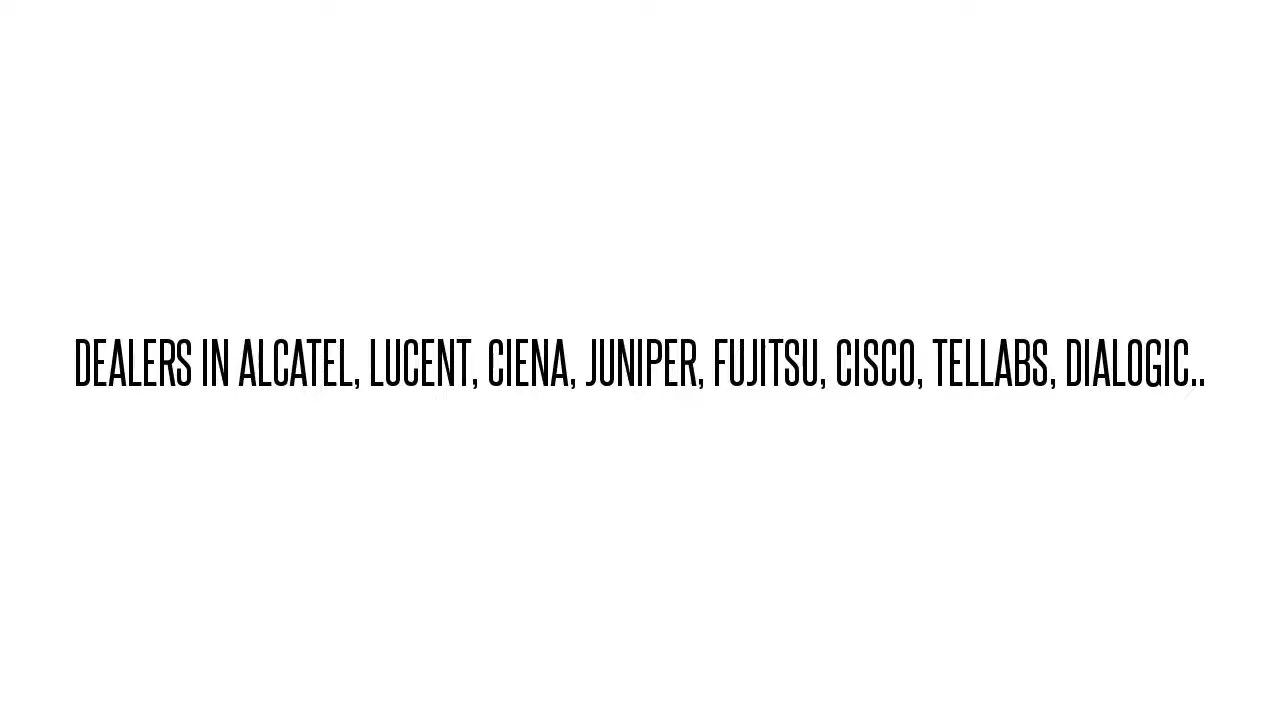 DEALERS IN ALCATEL, LUCENT, CIENA, JUNIPER, FUJITSU, CISCO, TELLABS, DIALOGIC..